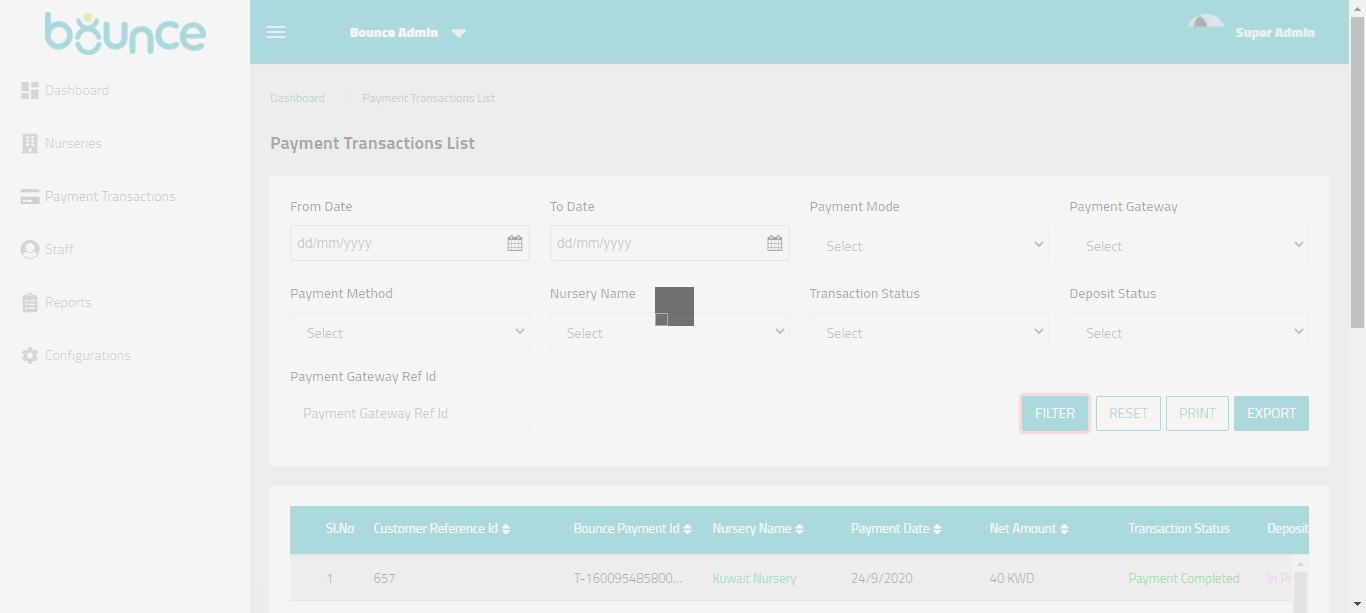 bounce
Bounce Admin
Super Admin
Dashboard
Nurseries
Payment Transactions
Staff
Reports
Configurations
Dashboard
Payment Transactions List
Payment Transactions List
From Date
To Date
Payment Mode
Payment Gateway
dd/mm/yyyy
dd/mm/yyyy
Select
Select
Payment Method
Nursery Name
Transaction Status
Deposit Status
Select
Select
Select
Select
Payment Gateway Ref Id
Payment Gateway Ref Id
FILTER
RESET
PRINT
EXPORT
Sl.No Customer Reference Id Bounce Payment Id Nursery Name Payment Date Net Amount Transaction Status Deposit
1 657 T-160095485800... Kuwait Nursery 24/9/2020 40 KWD Payment Completed In Pr